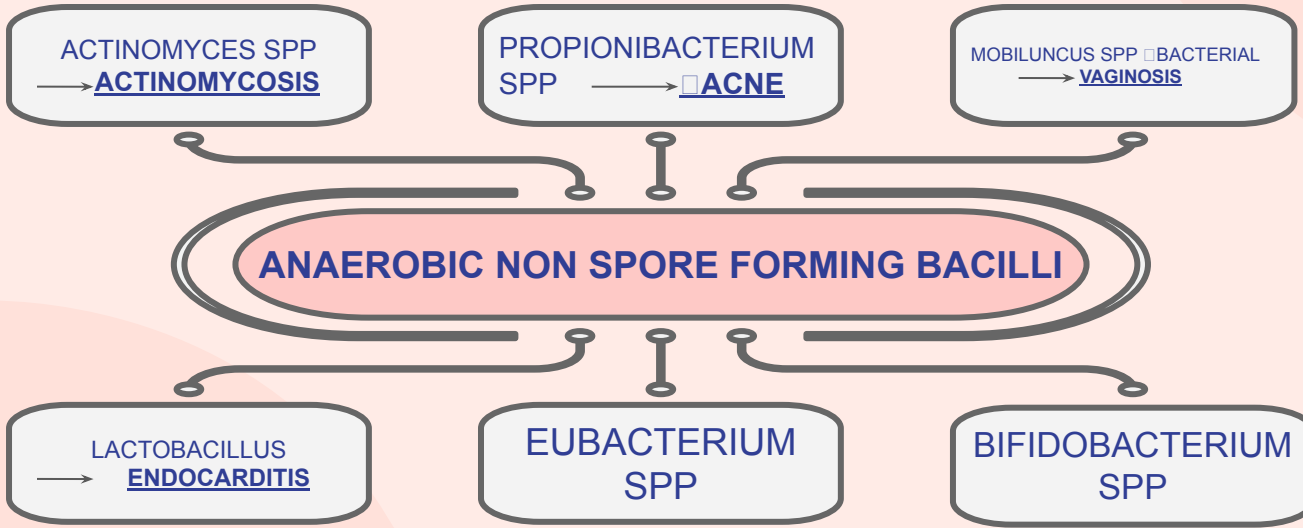 ACTINOMYCES SPP
→ACTINOMYCOSIS
PROPIONIBACTERIUM
SPP → □ACNE
MOBILUNCUS SPP □BACTERIAL
→ VAGINOSIS
ANAEROBIC NON SPORE FORMING BACILLI
LACTOBACILLUS
→ ENDOCARDITIS
EUBACTERIUM
SPP
BIFIDOBACTERIUM
SPP